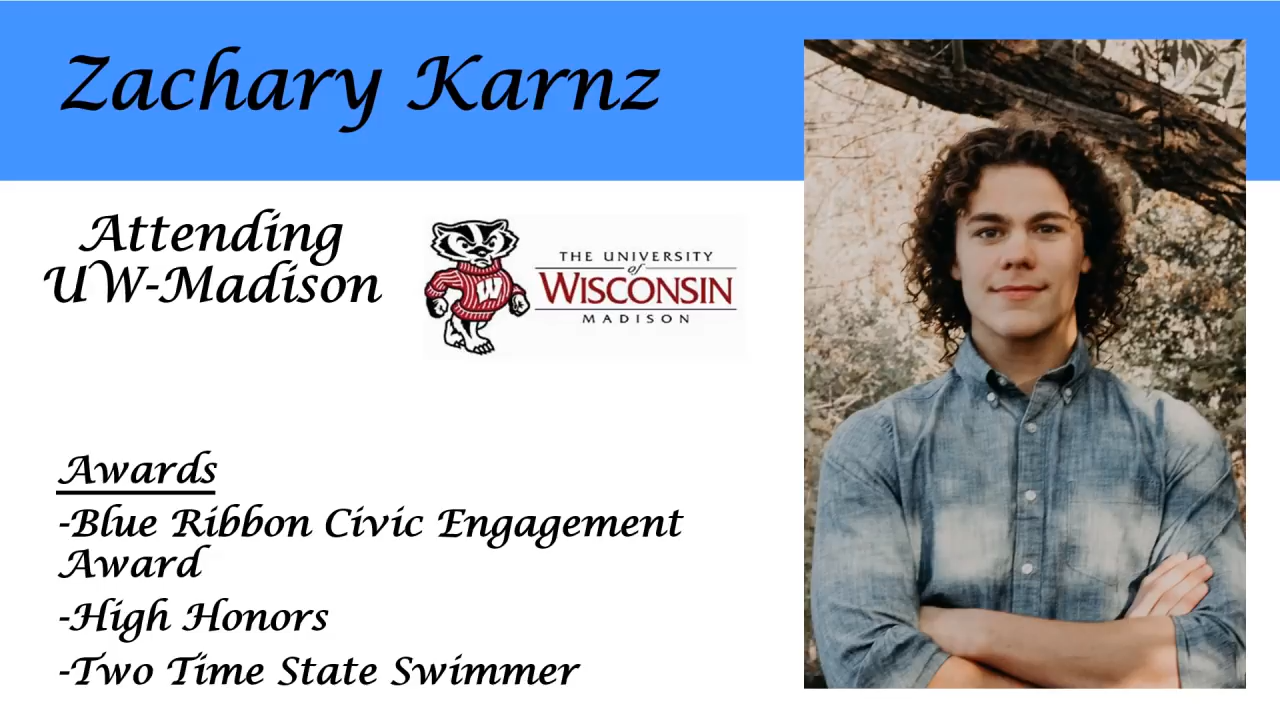 Zachary Karnz
Attending
UW-Madison
W
THE UNIVERSITY
of
WISCONSIN
MADISON
Awards
-Blue Ribbon Civic Engagement
Award
-High Honors
-Two Time State Swimmer